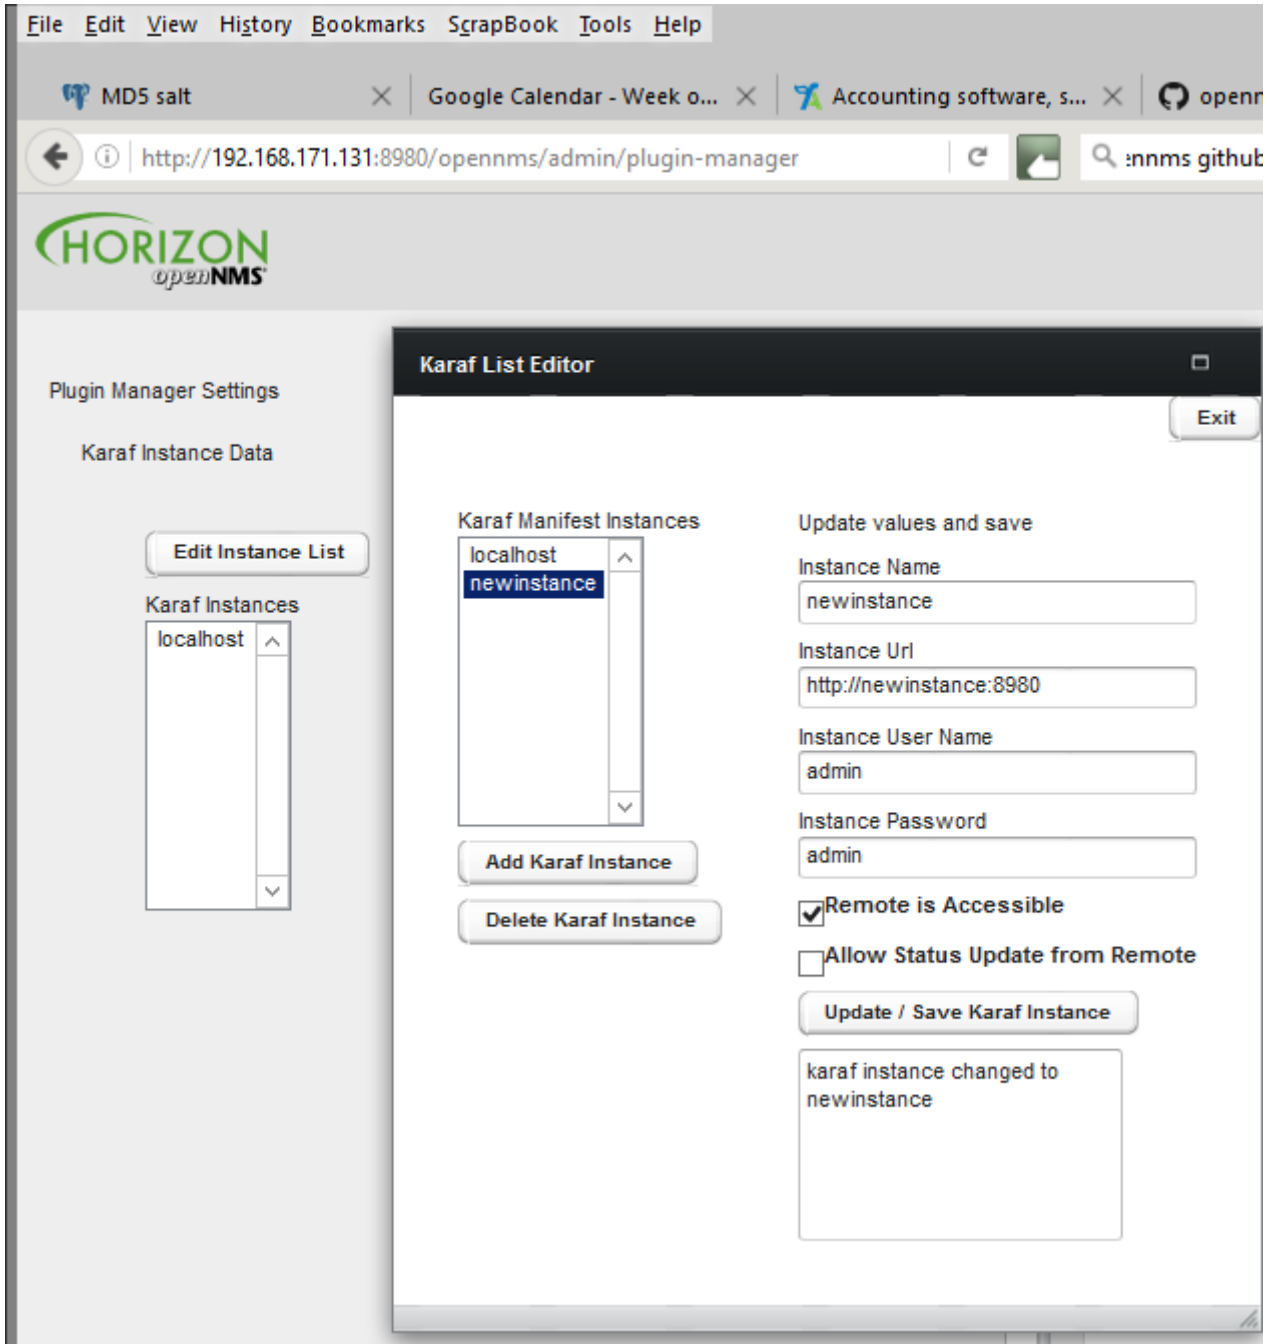 File Edit View History Bookmarks ScrapBook Tools Help
MD5 salt
Google Calendar - Week o...
Accounting software, s...
openn
http://192.168.171.131:8980/opennms/admin/plugin-manager
ennms github
HORIZON
openNMS
Karaf List Editor
Exit
Plugin Manager Settings
Karaf Instance Data
Edit Instance List
Karaf Instances
localhost
Karaf Manifest Instances
localhost
newinstance
Add Karaf Instance
Delete Karaf Instance
Update values and save
Instance Name
newinstance
Instance Url
http://newinstance:8980
Instance User Name
admin
Instance Password
admin
Remote is Accessible
Allow Status Update from Remote
Update / Save Karaf Instance
karaf instance changed to
newinstance